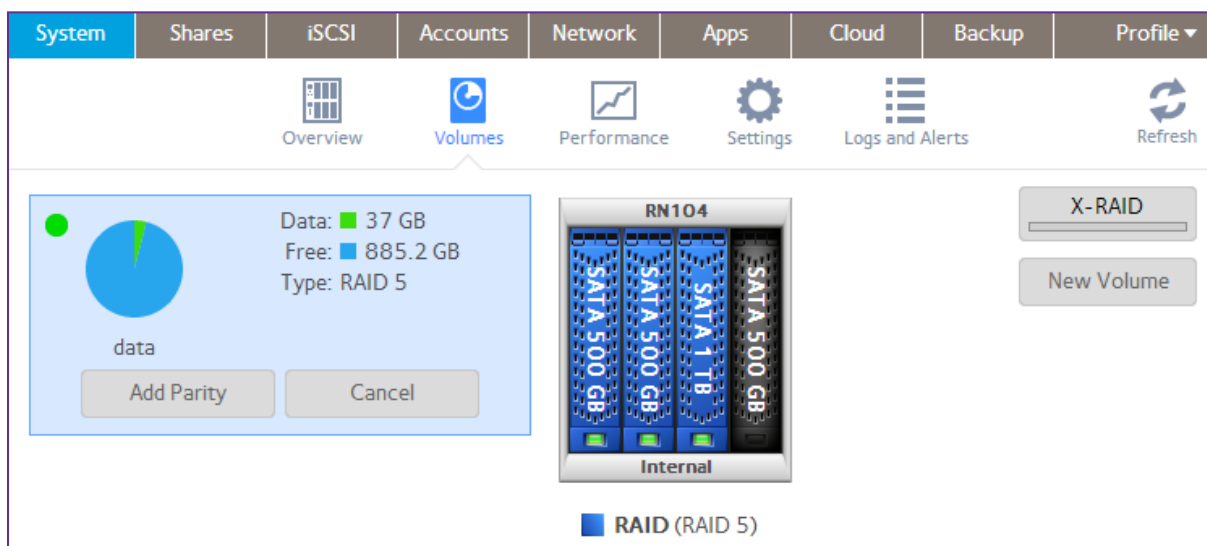 System Shares iSCSI Accounts Network Apps Cloud Backup Profile ▾
Overview Volumes Performance Settings Logs and Alerts Refresh
Data: 37 GB
Free: 885.2 GB
Type: RAID 5
data
Add Parity Cancel
RN104
SATA 500 GB
SATA 500 GB
SATA 1 TB
SATA 500 GB
Internal
RAID (RAID 5)
X-RAID
New Volume